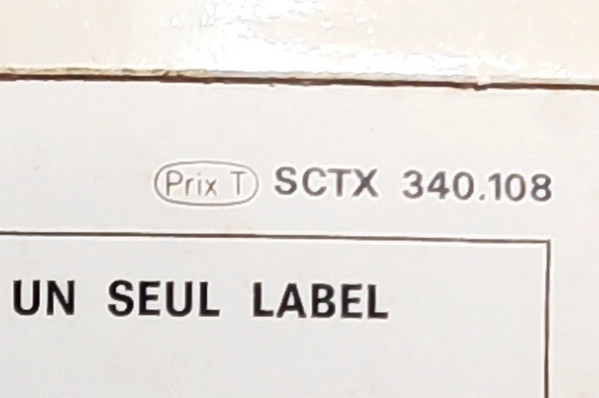 Prix T SCTX 340.108
UN SEUL LABEL